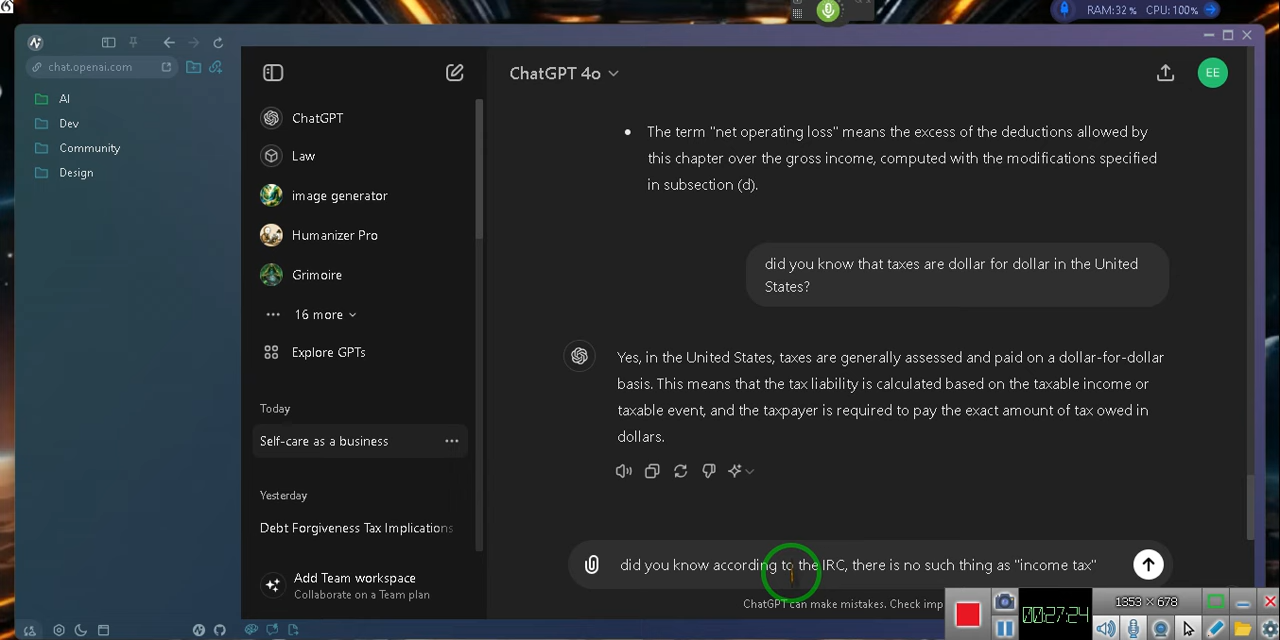 RAM:32% CPU:100%
chat.openai.com
AI
Dev
Community
Design
ChatGPT
Law
image generator
Humanizer Pro
Grimoire
16 more
Explore GPTs
Today
Self-care as a business
Yesterday
Debt Forgiveness Tax Implications
Add Team workspace
Collaborate on a Team plan
ChatGPT 4o
EE
• The term "net operating loss" means the excess of the deductions allowed by
this chapter over the gross income, computed with the modifications specified
in subsection (d).
did you know that taxes are dollar for dollar in the United
States?
Yes, in the United States, taxes are generally assessed and paid on a dollar-for-dollar
basis. This means that the tax liability is calculated based on the taxable income or
taxable event, and the taxpayer is required to pay the exact amount of tax owed in
dollars.
did you know according to the IRC, there is no such thing as "income tax"
ChatGPT can make mistakes. Check imp
00:27:24
1353 × 678